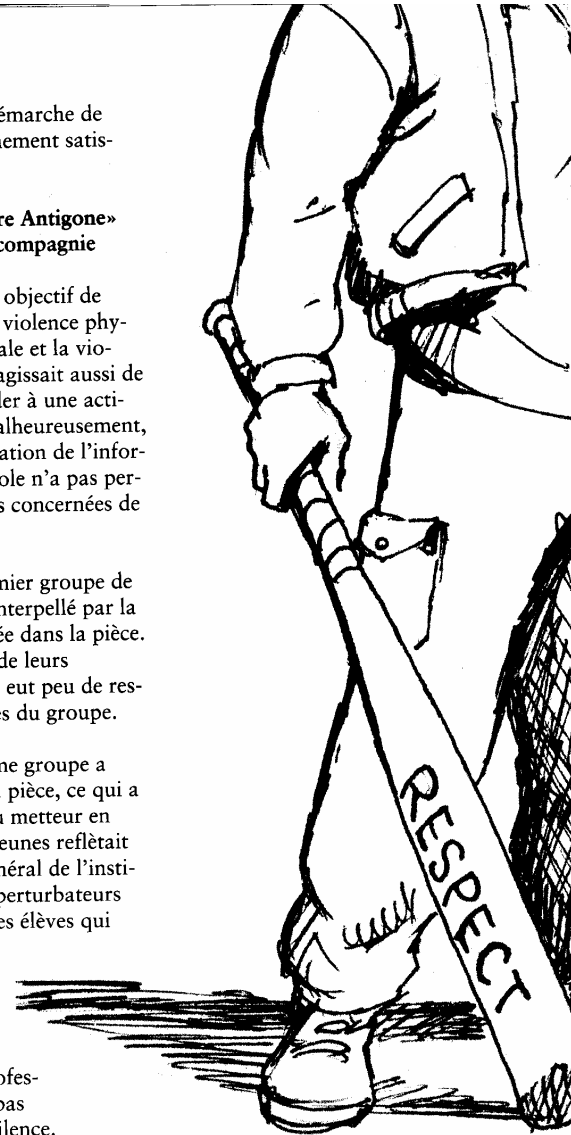 émarche de
nement satis-
re Antigone»
compagnie
objectif de
violence phy-
ale et la vio-
agissait aussi de
ler à une acti-
alheureusement,
ation de l'infor-
ole n'a pas per-
s concernées de
mier groupe de
nterpellé par la
ée dans la pièce.
de leurs
eut peu de res-
es du groupe.
me groupe a
pièce, ce qui a
u metteur en
eunes reflètait
néral de l'insti-
perturbateurs
es élèves qui
ofes-
pas
ilence.
RESPECT